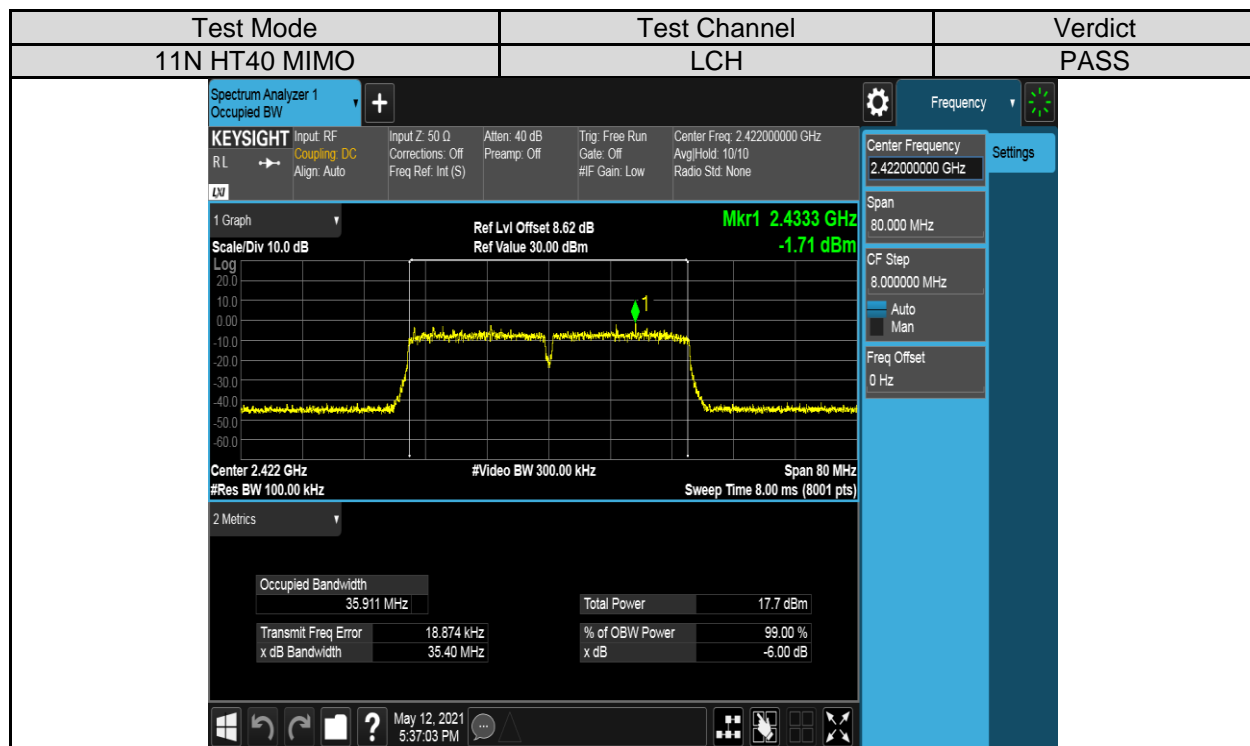 Test Mode Test Channel Verdict
11N HT40 MIMO LCH PASS
Spectrum Analyzer 1
Occupied BW
+
Frequency
KEYSIGHT
RL
LXI
Input: RF
Coupling: DC
Align: Auto
Input Z: 50 Ω
Corrections: Off
Freq Ref: Int (S)
Atten: 40 dB
Preamp: Off
Trig: Free Run
Gate: Off
#IF Gain: Low
Center Freq: 2.422000000 GHz
Avg|Hold: 10/10
Radio Std: None
Center Frequency
2.422000000 GHz
Settings
Span
80.000 MHz
CF Step
8.000000 MHz
Auto
Man
Freq Offset
0 Hz
1 Graph
Scale/Div 10.0 dB
Ref Lvl Offset 8.62 dB
Ref Value 30.00 dBm
Mkr1 2.4333 GHz
-1.71 dBm
Log
20.0
10.0
0.00
-10.0
-20.0
-30.0
-40.0
-50.0
-60.0
1
Center 2.422 GHz
#Res BW 100.00 kHz
#Video BW 300.00 kHz
Span 80 MHz
Sweep Time 8.00 ms (8001 pts)
2 Metrics
Occupied Bandwidth
35.911 MHz
Total Power 17.7 dBm
Transmit Freq Error 18.874 kHz
% of OBW Power 99.00 %
x dB Bandwidth 35.40 MHz
x dB -6.00 dB
?
May 12, 2021
5:37:03 PM